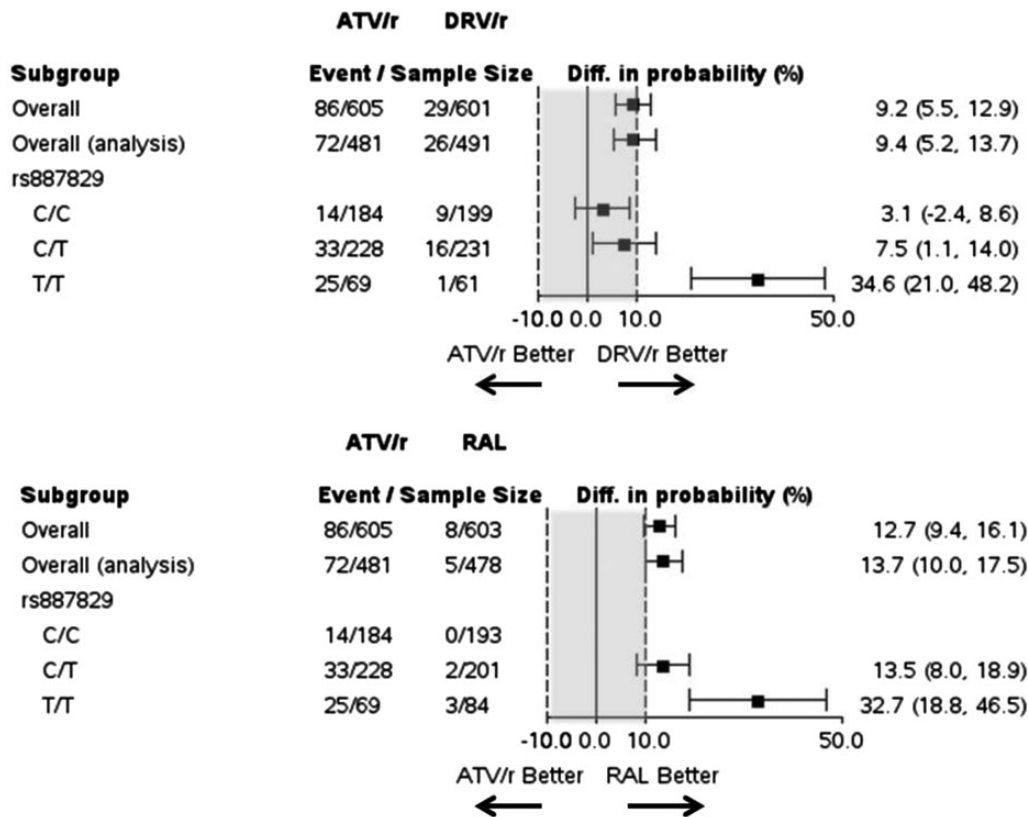 ATV/r DRV/r
Subgroup Event / Sample Size Diff. in probability (%)
Overall 86/605 29/601 9.2 (5.5, 12.9)
Overall (analysis) 72/481 26/491 9.4 (5.2, 13.7)
rs887829
C/C 14/184 9/199 3.1 (-2.4, 8.6)
C/T 33/228 16/231 7.5 (1.1, 14.0)
T/T 25/69 1/61 34.6 (21.0, 48.2)
-10.0 0.0 10.0 50.0
ATV/r Better DRV/r Better
ATV/r RAL
Subgroup Event / Sample Size Diff. in probability (%)
Overall 86/605 8/603 12.7 (9.4, 16.1)
Overall (analysis) 72/481 5/478 13.7 (10.0, 17.5)
rs887829
C/C 14/184 0/193
C/T 33/228 2/201 13.5 (8.0, 18.9)
T/T 25/69 3/84 32.7 (18.8, 46.5)
-10.0 0.0 10.0 50.0
ATV/r Better RAL Better